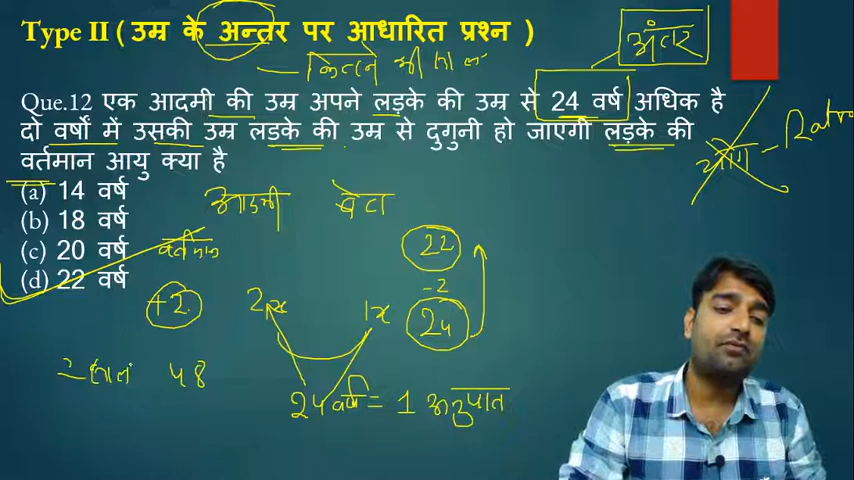 Type II ( उम्र के अन्तर पर आधारित प्रश्न )
अंतर
Que.12 एक आदमी की उम्र अपने लड़के की उम्र से 24 वर्ष अधिक है
दो वर्षों में उसकी उम्र लड़के की उम्र से दुगुनी हो जाएगी लड़के की
वर्तमान आयु क्या है
योग - Ratio
(a) 14 वर्ष
(b) 18 वर्ष
(c) 20 वर्ष
(d) 22 वर्ष
आदमी बेटा
वर्तमान 22
-2
+2 2x 1x 24
2 साल 48
24 वर्ष = 1 अनुपात